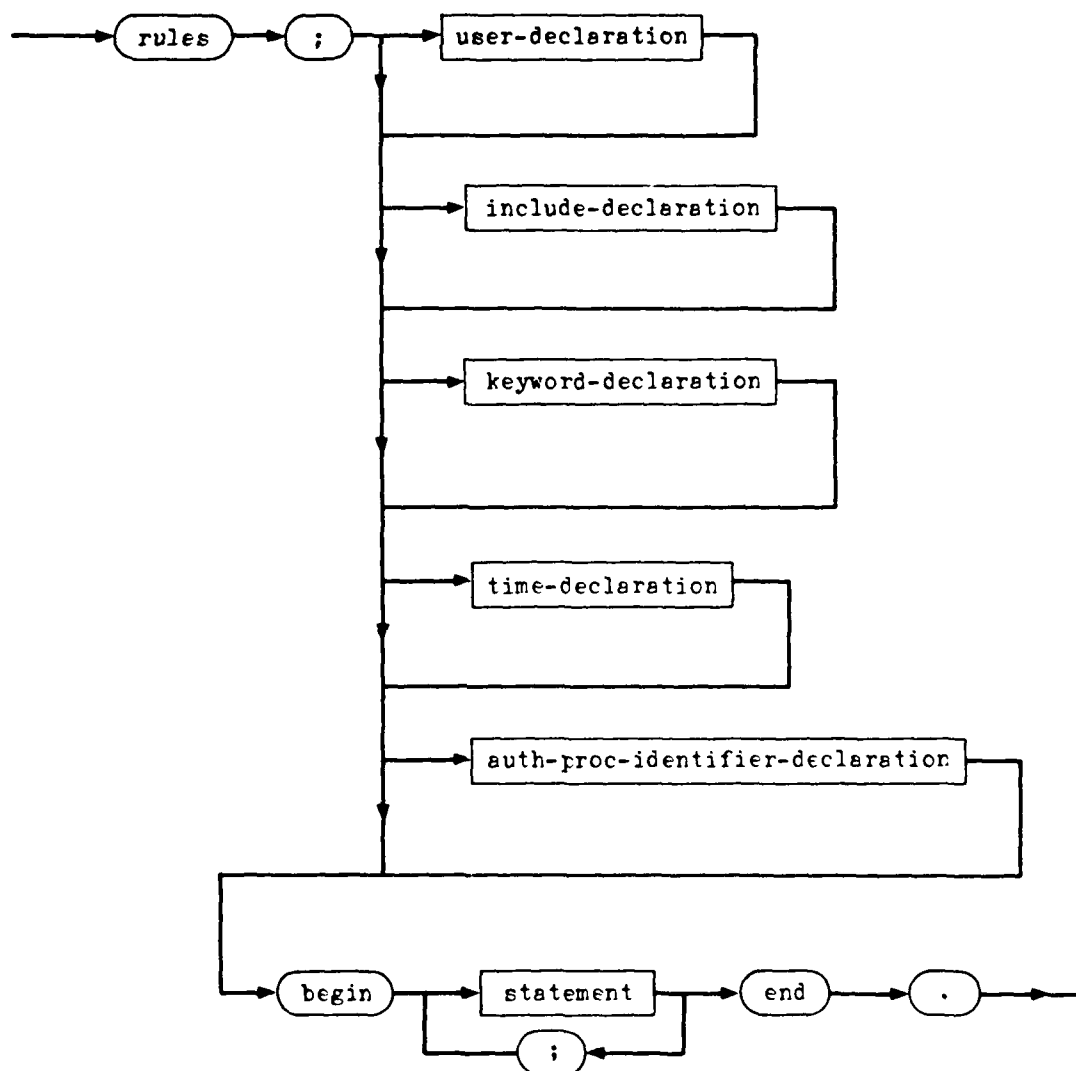 rules ; user-declaration
include-declaration
keyword-declaration
time-declaration
auth-proc-identifier-declaration
begin statement end .
;